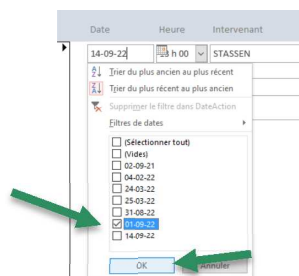 Date Heure Intervenant
14-09-22 13 h 00 STASSEN
Trier du plus ancien au plus récent
Trier du plus récent au plus ancien
Supprimer le filtre dans DateAction
Filtres de dates
(Sélectionner tout)
(Vides)
02-09-21
04-02-22
24-03-22
25-03-22
31-08-22
01-09-22
14-09-22
OK Annuler